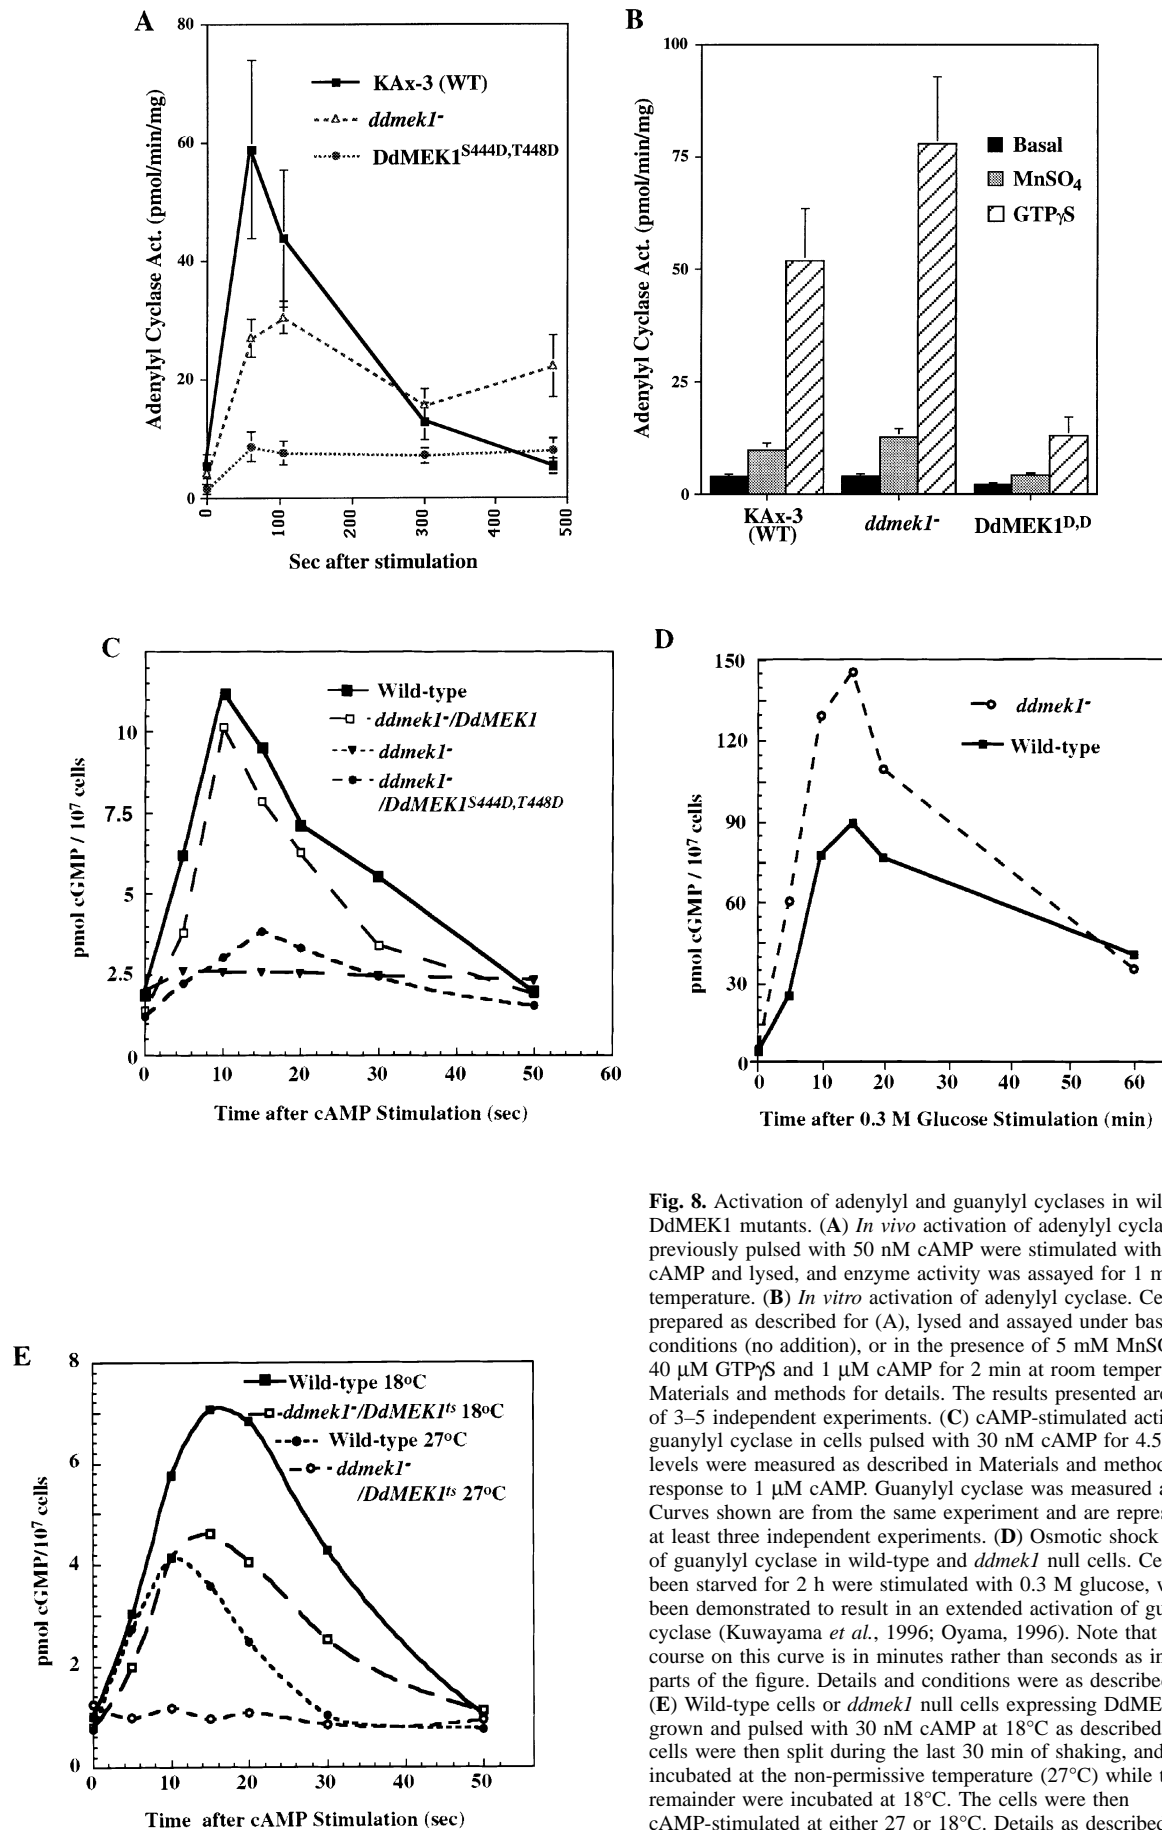 A
80
60
40
20
0
Adenylyl Cyclase Act. (pmol/min/mg)
KAx-3 (WT)
ddmek1-
DdMEK1S444D,T448D
0 100 200 300 400 500
Sec after stimulation
B
100
75
50
25
0
Adenylyl Cyclase Act. (pmol/min/mg)
Basal
MnSO4
GTPγS
KAx-3 (WT)
ddmek1-
DdMEK1D,D
C
10
7.5
5
2.5
0
pmol cGMP / 10⁷ cells
Wild-type
ddmek1-/DdMEK1
ddmek1-
ddmek1-
/DdMEK1S444D,T448D
0 10 20 30 40 50 60
Time after cAMP Stimulation (sec)
D
150
120
90
60
30
0
pmol cGMP / 10⁷ cells
ddmek1-
Wild-type
0 10 20 30 40 50 60
Time after 0.3 M Glucose Stimulation (min)
E
8
6
4
2
0
pmol cGMP/10⁷ cells
Wild-type 18°C
ddmek1-/DdMEK1ts 18°C
Wild-type 27°C
ddmek1-
/DdMEK1ts 27°C
0 10 20 30 40 50
Time after cAMP Stimulation (sec)
Fig. 8. Activation of adenylyl and guanylyl cyclases in wil
DdMEK1 mutants. (A) In vivo activation of adenylyl cycla
previously pulsed with 50 nM cAMP were stimulated with
cAMP and lysed, and enzyme activity was assayed for 1 m
temperature. (B) In vitro activation of adenylyl cyclase. Ce
prepared as described for (A), lysed and assayed under bas
conditions (no addition), or in the presence of 5 mM MnSO
40 μM GTPγS and 1 μM cAMP for 2 min at room temper
Materials and methods for details. The results presented are
of 3–5 independent experiments. (C) cAMP-stimulated acti
guanylyl cyclase in cells pulsed with 30 nM cAMP for 4.5
levels were measured as described in Materials and method
response to 1 μM cAMP. Guanylyl cyclase was measured a
Curves shown are from the same experiment and are repres
at least three independent experiments. (D) Osmotic shock
of guanylyl cyclase in wild-type and ddmek1 null cells. Ce
been starved for 2 h were stimulated with 0.3 M glucose, w
been demonstrated to result in an extended activation of gu
cyclase (Kuwayama et al., 1996; Oyama, 1996). Note that
course on this curve is in minutes rather than seconds as in
parts of the figure. Details and conditions were as described
(E) Wild-type cells or ddmek1 null cells expressing DdME
grown and pulsed with 30 nM cAMP at 18°C as described
cells were then split during the last 30 min of shaking, and
incubated at the non-permissive temperature (27°C) while t
remainder were incubated at 18°C. The cells were then
cAMP-stimulated at either 27 or 18°C. Details as described